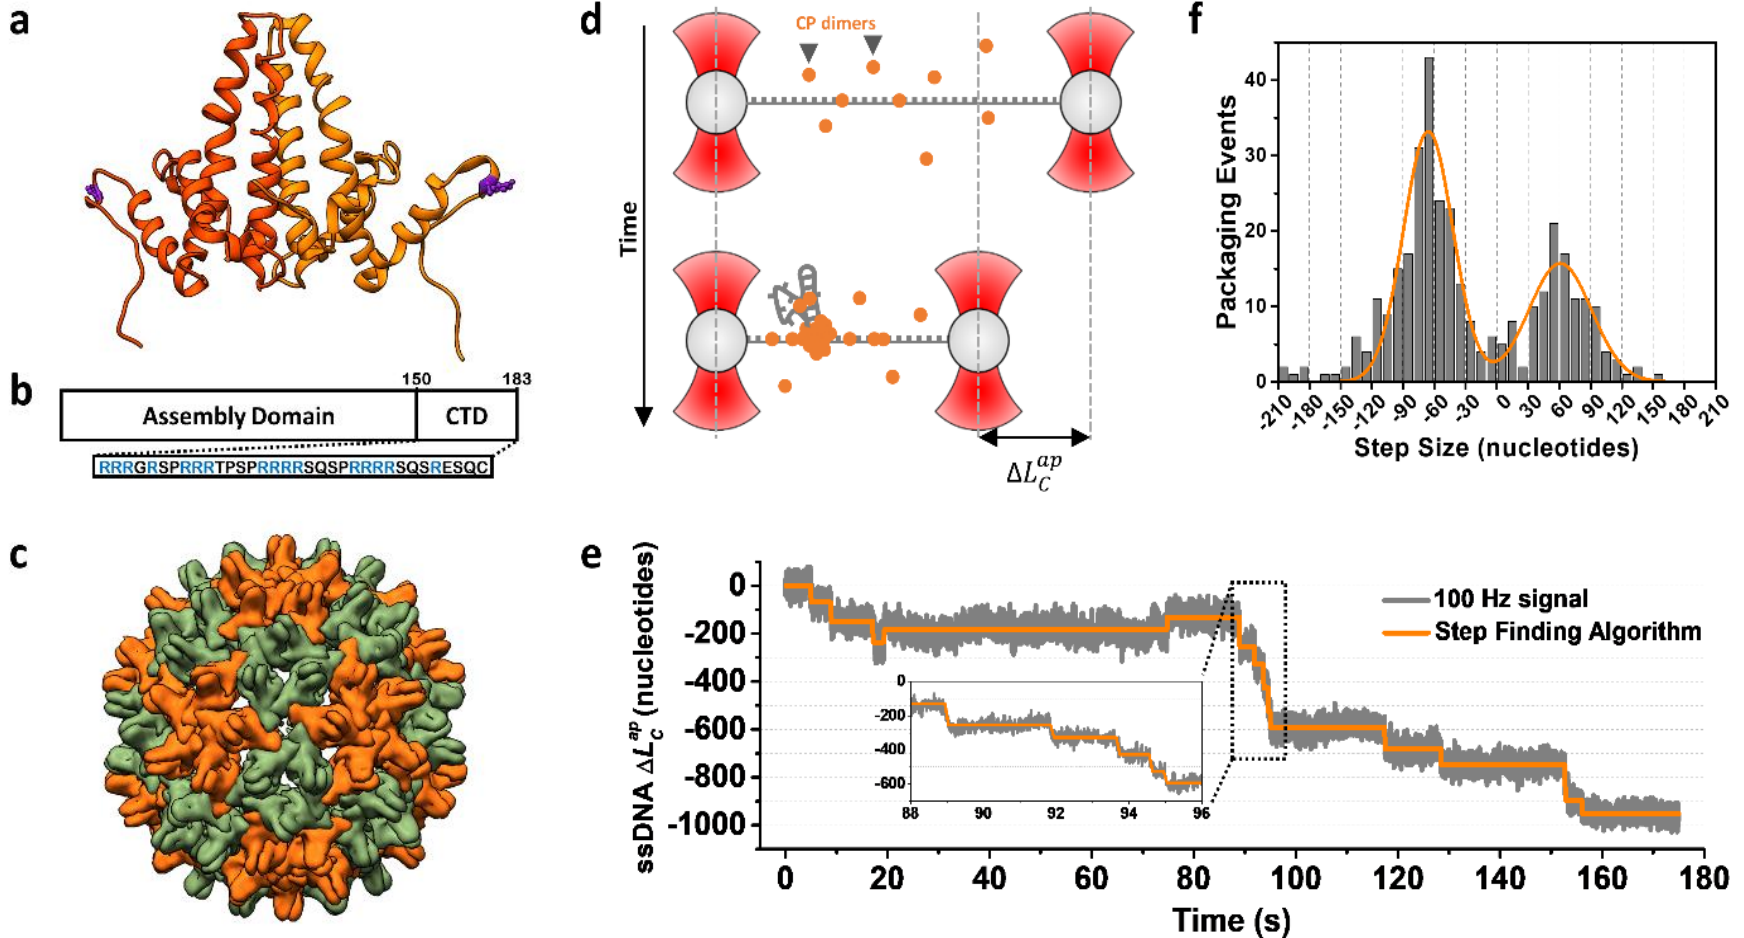 a
b
150
183
Assembly Domain
CTD
RRRGRSPRRRTPSPRRRRSQSPRRRRSQSRESQC
c
d
CP dimers
Time
ΔL_C^{ap}
e
ssDNA ΔL_C^{ap} (nucleotides)
0
-200
-400
-600
-800
-1000
100 Hz signal
Step Finding Algorithm
0
-200
-400
-600
88
90
92
94
96
0
20
40
60
80
100
120
140
160
180
Time (s)
f
Packaging Events
40
30
20
10
0
-210
-180
-150
-120
-90
-60
-30
0
30
60
90
120
150
180
210
Step Size (nucleotides)